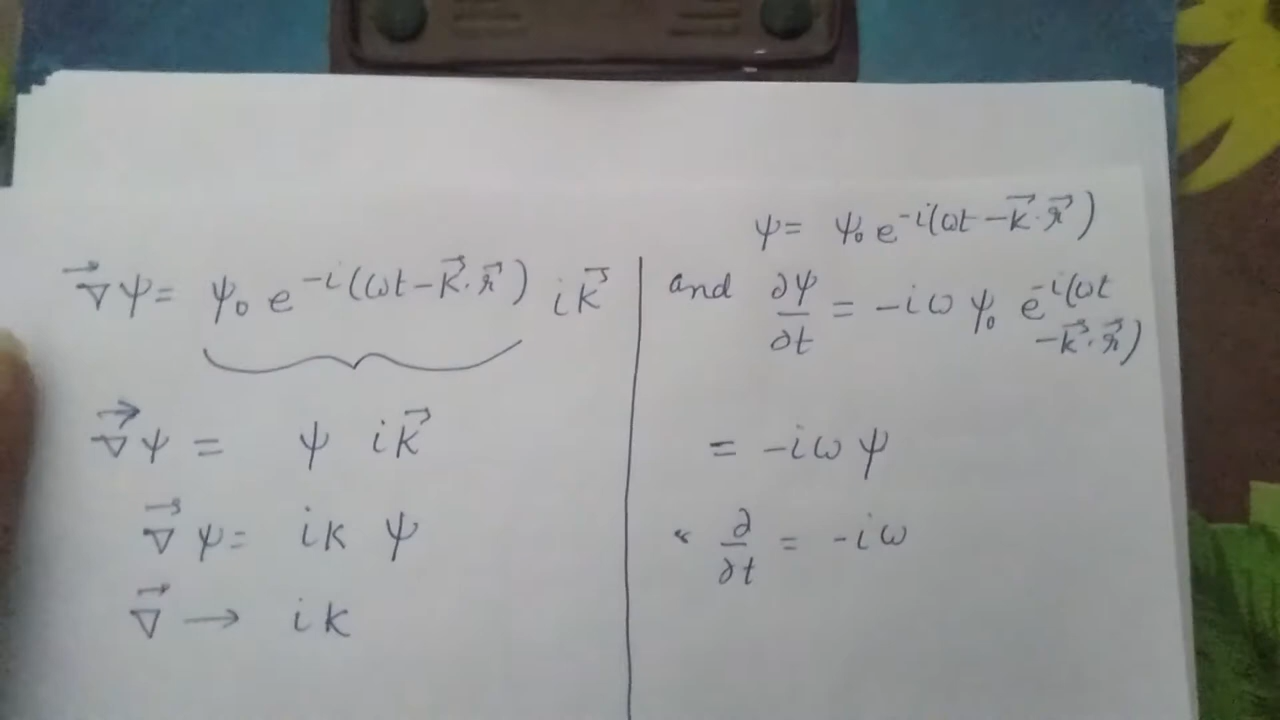 ∇⃗ψ = ψ₀ e^{-i(ωt - k⃗·r⃗)} ik⃗
∇⃗ψ = ψ ik⃗
∇⃗ψ = ik ψ
∇⃗ → ik
ψ = ψ₀ e^{-i(ωt - k⃗·r⃗)}
and ∂ψ/∂t = -iω ψ₀ e^{-i(ωt
-k⃗·r⃗)}
= -iωψ
" ∂/∂t = -iω